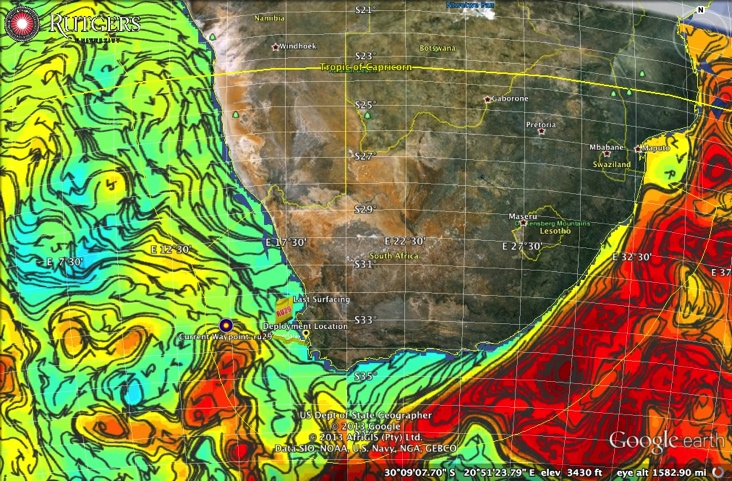 RUTGERS
S21
Namibia
N
Windhoek
Botswana
S23
Tropic of Capricorn
Gaborone
S25
Pretoria
Mbabane
Maputo
S27
Swaziland
S29
Maseru
Drakensberg Mountains
Lesotho
E 7°30'
E 12°30'
E 17°30'
E 22°30'
E 27°30'
E 32°30'
E 37
South Africa
S31
Last Surfacing
RU29
S33
Deployment Location
Current Waypoint ru29
S35
US Dept of State Geographer
© 2013 Google
© 2013 AfriGIS (Pty) Ltd.
Data SIO, NOAA, U.S. Navy, NGA, GEBCO
Google earth
30°09'07.70" S 20°51'23.79" E elev 3430 ft eye alt 1582.90 mi